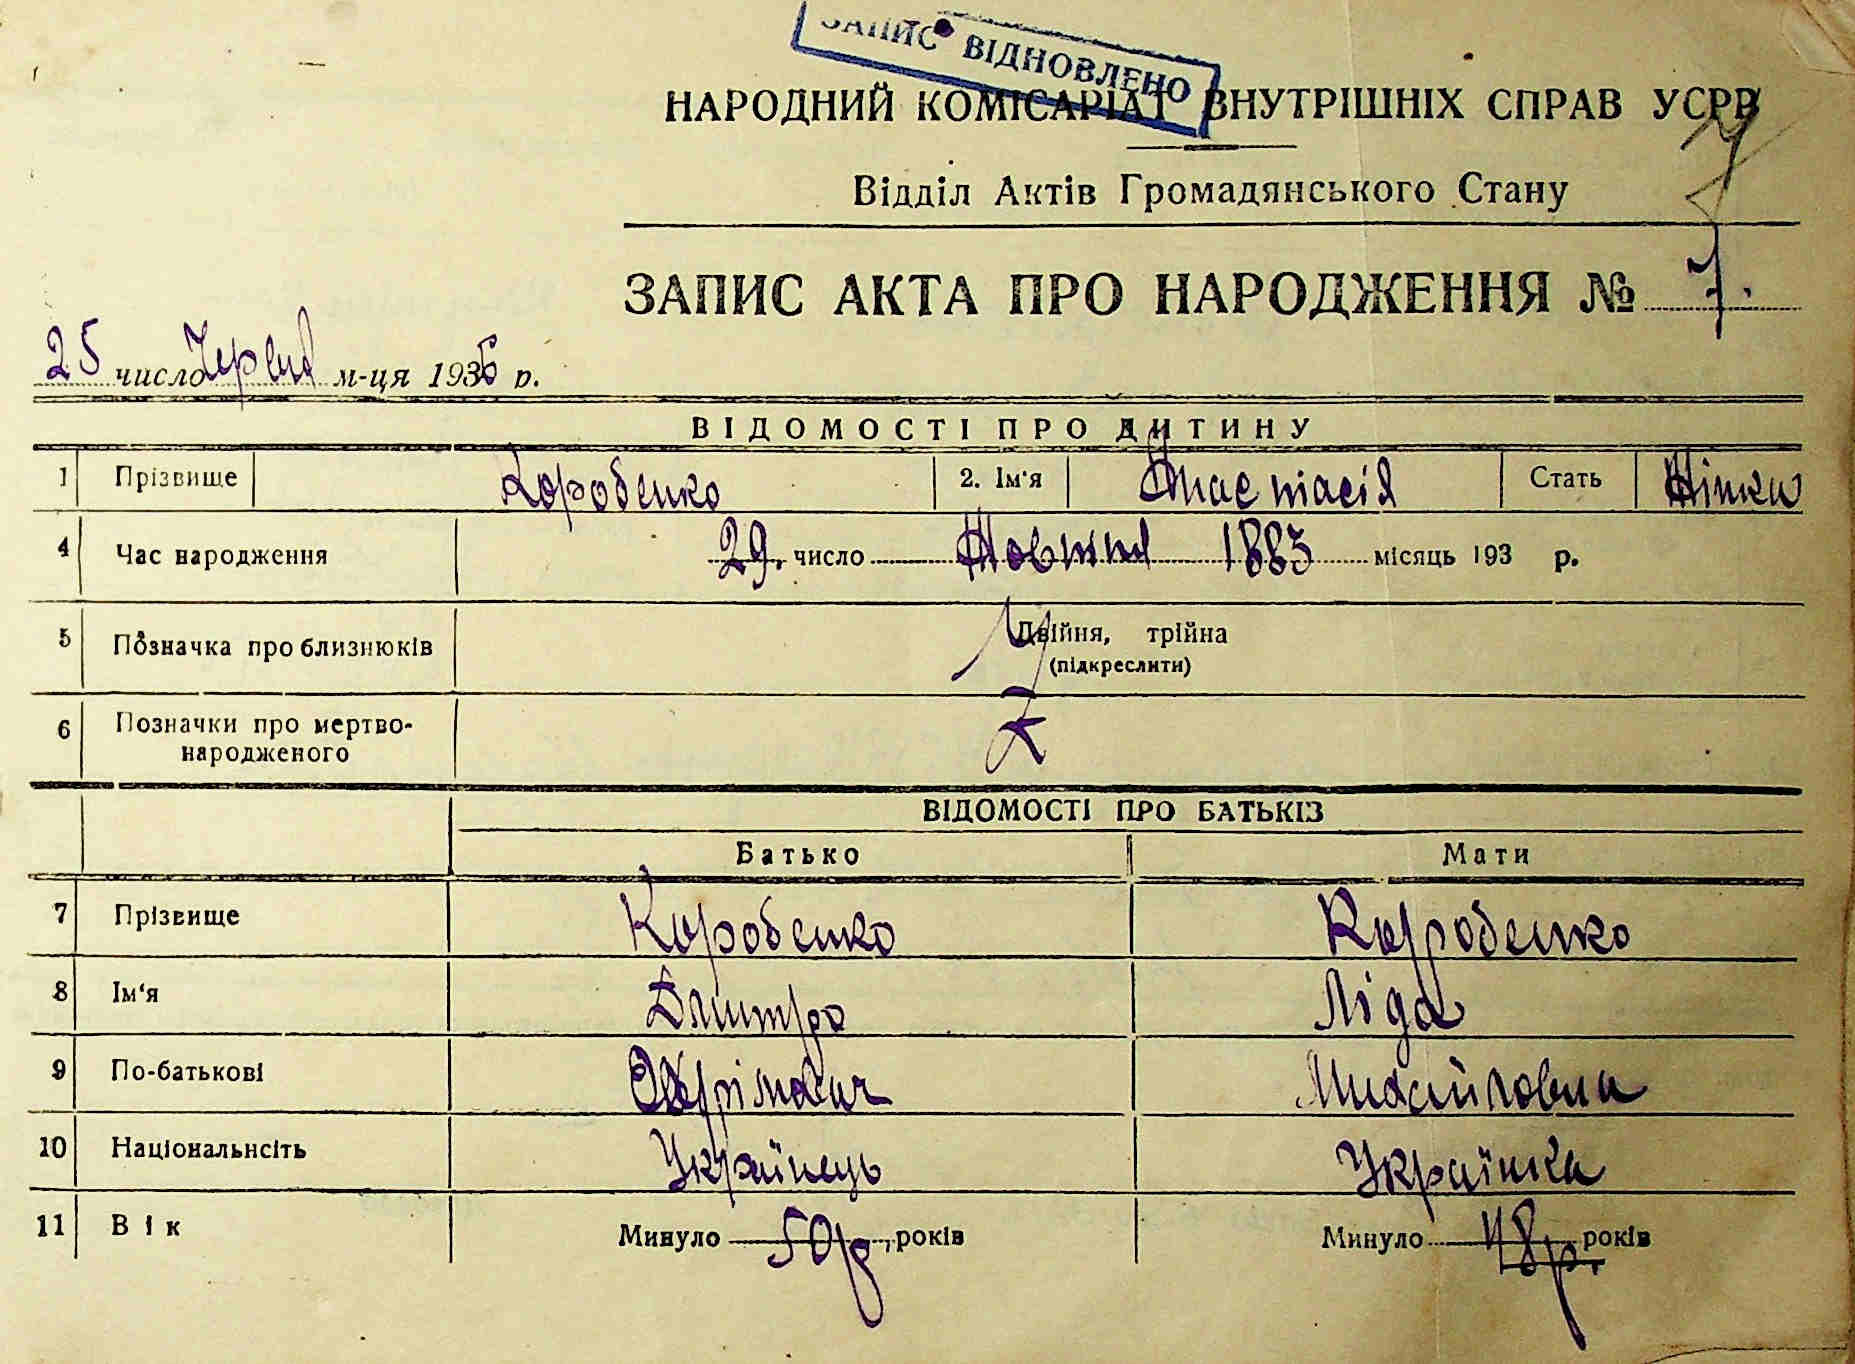 ЗАПИС ВІДНОВЛЕНО
НАРОДНИЙ КОМІСАРІАТ ВНУТРІШНІХ СПРАВ УСРР
Відділ Актів Громадянського Стану
ЗАПИС АКТА ПРО НАРОДЖЕННЯ № 7.
25 число Червня м-ця 1935 р.
ВІДОМОСТІ ПРО ДИТИНУ
1 Прізвище Коробенко 2. Ім'я Анастасія Стать Жінка
4 Час народження 29. число Жовтня 1883 місяць 193 р.
5 Позначка про близнюків Двійня, трійна
(підкреслити)
6 Позначки про мертво-
народженого
ВІДОМОСТІ ПРО БАТЬКІЗ
Батько Мати
7 Прізвище Коробенко Коробенко
8 Ім'я Дмитро Ліда
9 По-батькові Охрімович Михайловна
10 Національнсіть Українець Українка
11 Вік Минуло 50 р, років Минуло 48 р. років